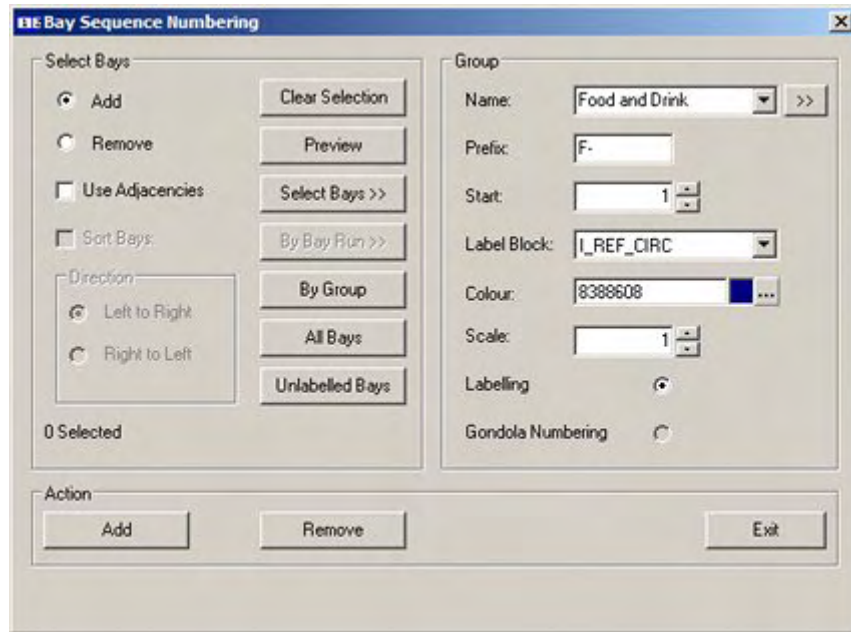 Bay Sequence Numbering
Select Bays
Add
Clear Selection
Remove
Preview
Use Adjacencies
Select Bays >>
Sort Bays:
By Bay Run >>
Direction
Left to Right
Right to Left
By Group
All Bays
Unlabelled Bays
0 Selected
Group
Name: Food and Drink >>
Prefix: F-
Start: 1
Label Block: I_REF_CIRC
Colour: 8388608 ...
Scale: 1
Labelling
Gondola Numbering
Action
Add Remove Exit